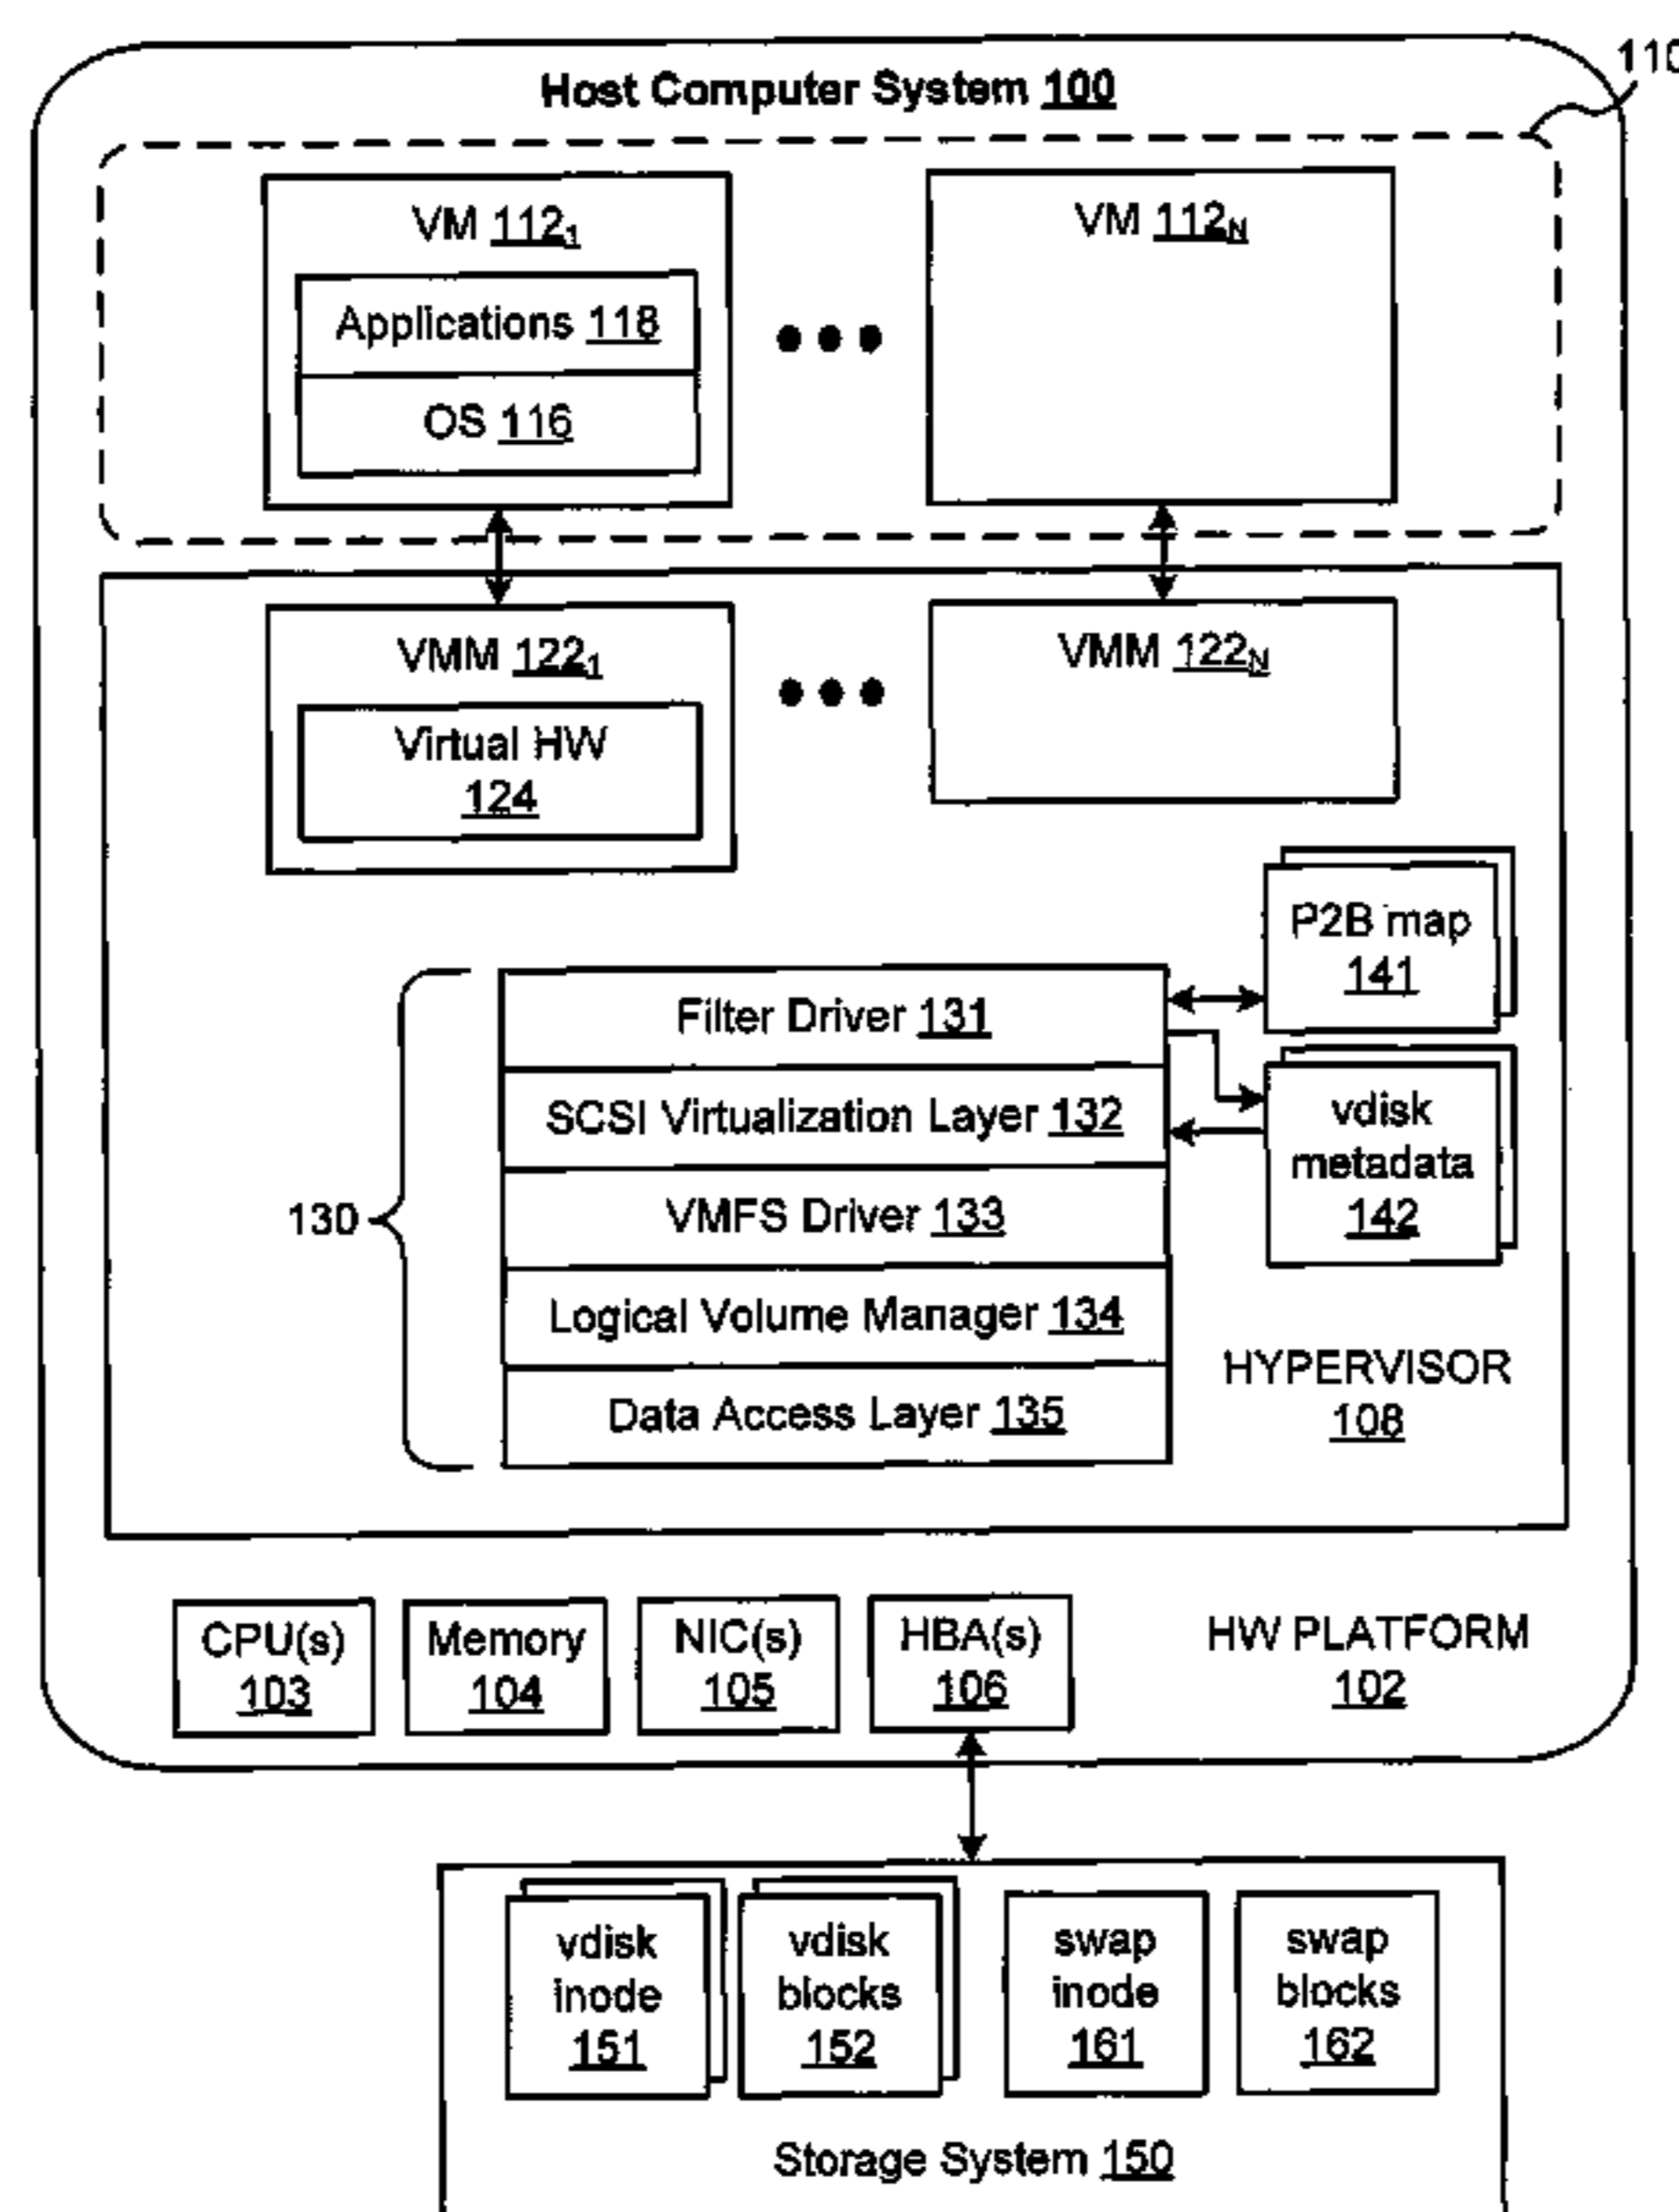 110
Host Computer System 100
VM 112₁
VM 112ₙ
Applications 118
OS 116
VMM 122₁
VMM 122ₙ
Virtual HW
124
P2B map
141
Filter Driver 131
SCSI Virtualization Layer 132
vdisk
metadata
142
130
VMFS Driver 133
Logical Volume Manager 134
Data Access Layer 135
HYPERVISOR
108
CPU(s)
103
Memory
104
NIC(s)
105
HBA(s)
106
HW PLATFORM
102
vdisk
inode
151
vdisk
blocks
152
swap
inode
161
swap
blocks
162
Storage System 150